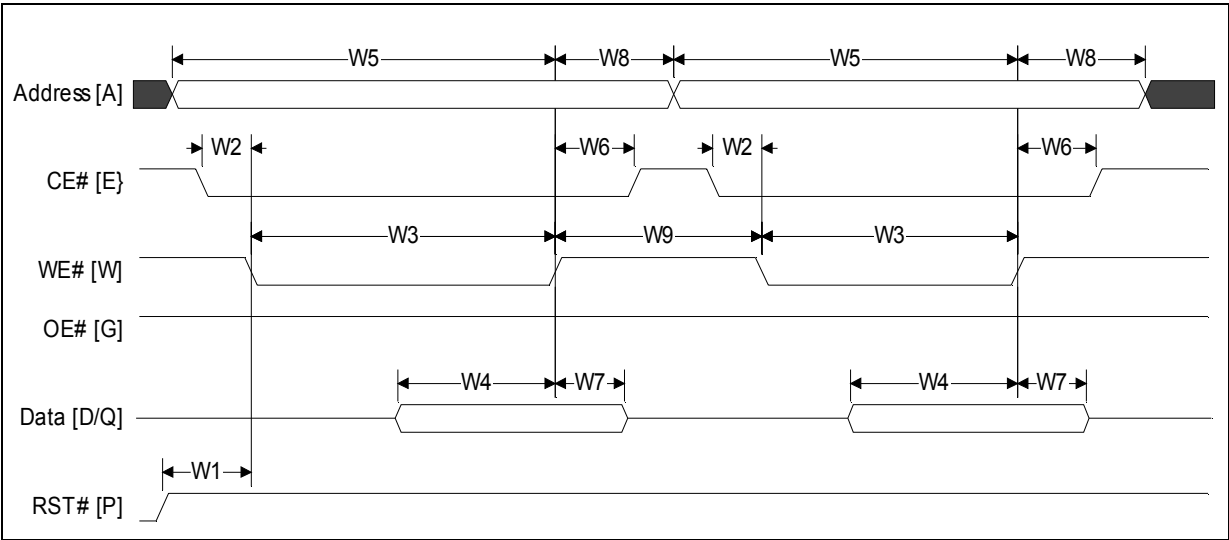 W5 W8 W5 W8
Address [A]
W2 W6 W2 W6
CE# [E}
W3 W9 W3
WE# [W]
OE# [G]
W4 W7 W4 W7
Data [D/Q]
W1
RST# [P]